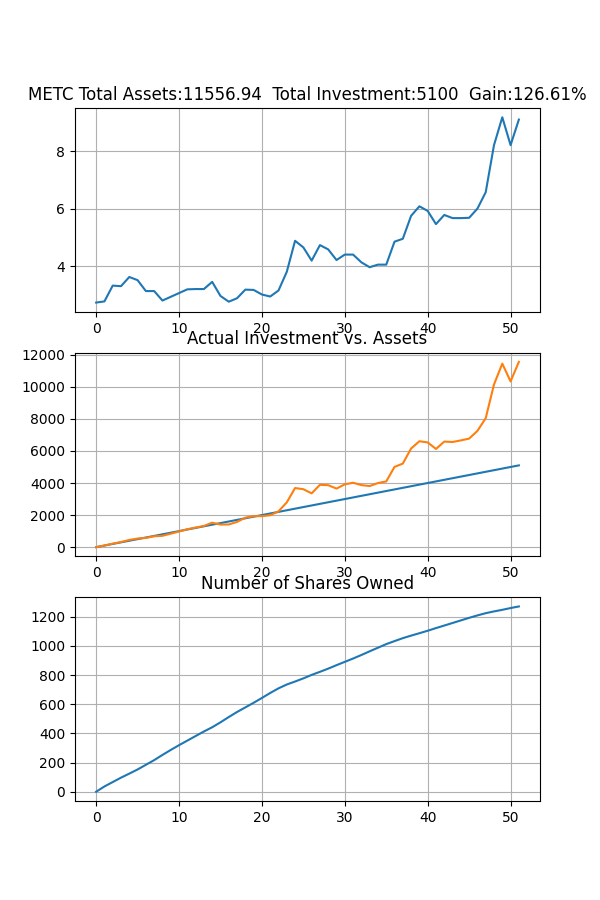 METC Total Assets:11556.94  Total Investment:5100  Gain:126.61%
8
6
4
0 10 20 30 40 50
Actual Investment vs. Assets
12000
10000
8000
6000
4000
2000
0
0 10 20 30 40 50
Number of Shares Owned
1200
1000
800
600
400
200
0
0 10 20 30 40 50